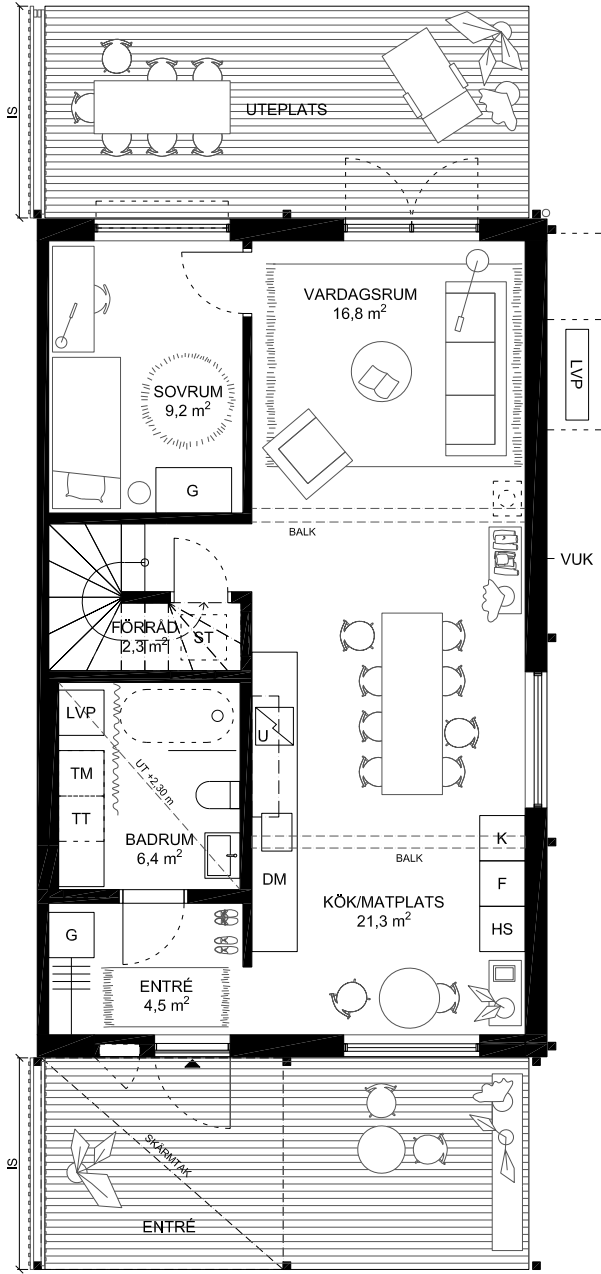 IS
UTEPLATS
VARDAGSRUM
16,8 m²
LVP
SOVRUM
9,2 m²
G
BALK
VUK
FÖRRÅD
2,3 m²
ST
LVP
U
UT +2,30 m
TM
TT
BADRUM
6,4 m²
K
BALK
DM
F
KÖK/MATPLATS
21,3 m²
HS
G
ENTRÉ
4,5 m²
IS
SKÄRMTAK
ENTRÉ